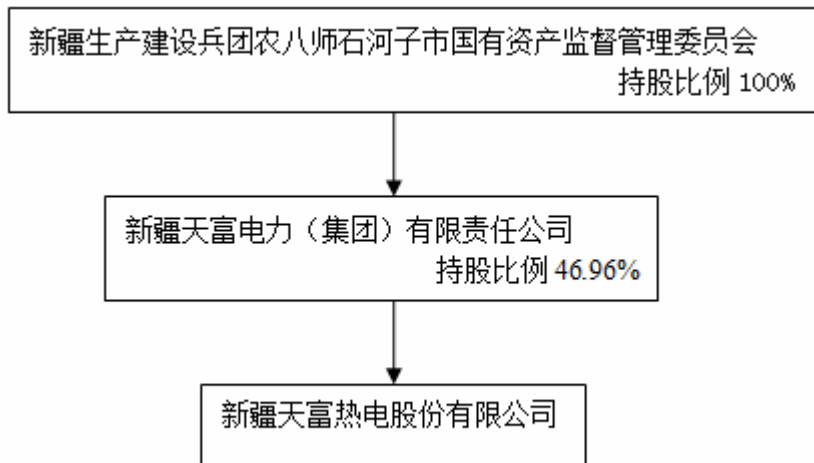 新疆生产建设兵团农八师石河子市国有资产监督管理委员会
持股比例 100%
新疆天富电力（集团）有限责任公司
持股比例 46.96%
新疆天富热电股份有限公司